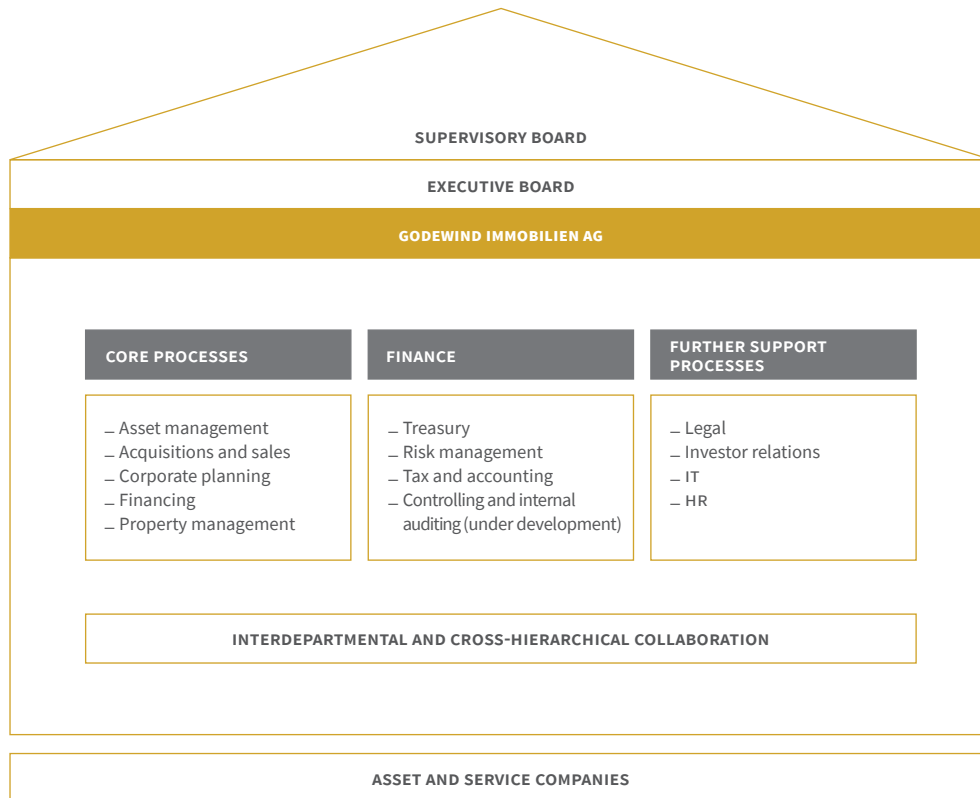 SUPERVISORY BOARD
EXECUTIVE BOARD
GODEWIND IMMOBILIEN AG
CORE PROCESSES
– Asset management
– Acquisitions and sales
– Corporate planning
– Financing
– Property management
FINANCE
– Treasury
– Risk management
– Tax and accounting
– Controlling and internal
auditing (under development)
FURTHER SUPPORT
PROCESSES
– Legal
– Investor relations
– IT
– HR
INTERDEPARTMENTAL AND CROSS-HIERARCHICAL COLLABORATION
ASSET AND SERVICE COMPANIES